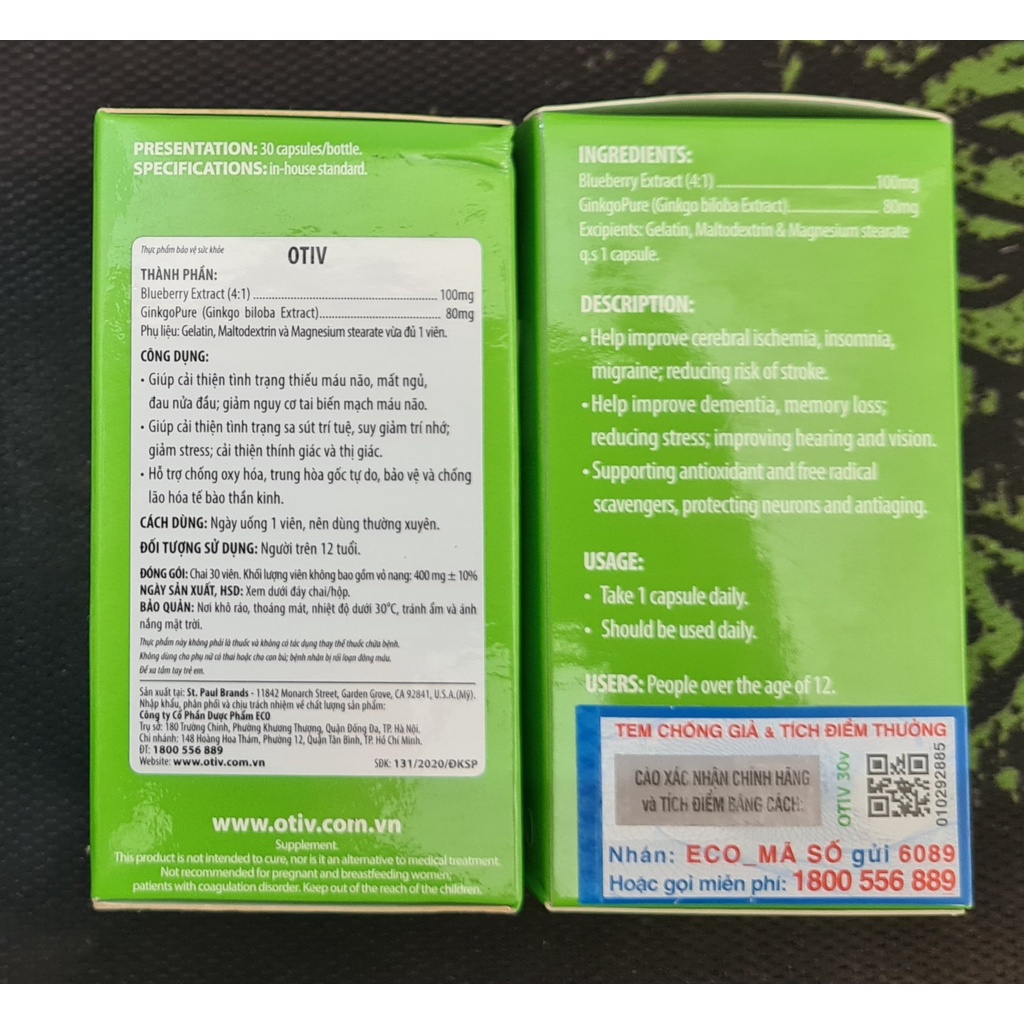 PRESENTATION: 30 capsules/bottle.
SPECIFICATIONS: in-house standard.
Thực phẩm bảo vệ sức khỏe
OTIV
THÀNH PHẦN:
Blueberry Extract (4:1) ........ 100mg
GinkgoPure (Ginkgo biloba Extract)........ 80mg
Phụ liệu: Gelatin, Maltodextrin và Magnesium stearate vừa đủ 1 viên.
CÔNG DỤNG:
• Giúp cải thiện tình trạng thiếu máu não, mất ngủ,
đau nửa đầu; giảm nguy cơ tai biến mạch máu não.
• Giúp cải thiện tình trạng sa sút trí tuệ, suy giảm trí nhớ;
giảm stress; cải thiện thính giác và thị giác.
• Hỗ trợ chống oxy hóa, trung hòa gốc tự do, bảo vệ và chống
lão hóa tế bào thần kinh.
CÁCH DÙNG: Ngày uống 1 viên, nên dùng thường xuyên.
ĐỐI TƯỢNG SỬ DỤNG: Người trên 12 tuổi.
ĐÓNG GÓI: Chai 30 viên. Khối lượng viên không bao gồm vỏ nang: 400 mg ± 10%
NGÀY SẢN XUẤT, HSD: Xem dưới đáy chai/hộp.
BẢO QUẢN: Nơi khô ráo, thoáng mát, nhiệt độ dưới 30°C, tránh ẩm và ánh
nắng mặt trời.
Thực phẩm này không phải là thuốc và không có tác dụng thay thế thuốc chữa bệnh.
Không dùng cho phụ nữ có thai hoặc cho con bú; bệnh nhân bị rối loạn đông máu.
Để xa tầm tay trẻ em.
Sản xuất tại: St. Paul Brands - 11842 Monarch Street, Garden Grove, CA 92841, U.S.A.(Mỹ).
Nhập khẩu, phân phối và chịu trách nhiệm về chất lượng sản phẩm:
Công ty Cổ Phần Dược Phẩm ECO
Trụ sở: 180 Trường Chinh, Phường Khương Thượng, Quận Đống Đa, TP. Hà Nội.
Chi nhánh: 148 Hoàng Hoa Thám, Phường 12, Quận Tân Bình, TP. Hồ Chí Minh.
ĐT: 1800 556 889
Website: www.otiv.com.vn
SĐK: 131/2020/ĐKSP
www.otiv.com.vn
Supplement.
This product is not intended to cure, nor is it an alternative to medical treatment.
Not recommended for pregnant and breastfeeding women;
patients with coagulation disorder. Keep out of the reach of the children.
INGREDIENTS:
Blueberry Extract (4:1) ........ 100mg
GinkgoPure (Ginkgo biloba Extract)........ 80mg
Excipients: Gelatin, Maltodextrin & Magnesium stearate
q.s 1 capsule.
DESCRIPTION:
• Help improve cerebral ischemia, insomnia,
migraine; reducing risk of stroke.
• Help improve dementia, memory loss;
reducing stress; improving hearing and vision.
• Supporting antioxidant and free radical
scavengers, protecting neurons and antiaging.
USAGE:
• Take 1 capsule daily.
• Should be used daily.
USERS: People over the age of 12.
TEM CHỐNG GIẢ & TÍCH ĐIỂM THƯỞNG
CÀO XÁC NHẬN CHÍNH HÃNG
và TÍCH ĐIỂM BẰNG CÁCH:
OTIV 30v
010292885
Nhắn: ECO_MÃ SỐ gửi 6089
Hoặc gọi miễn phí: 1800 556 889